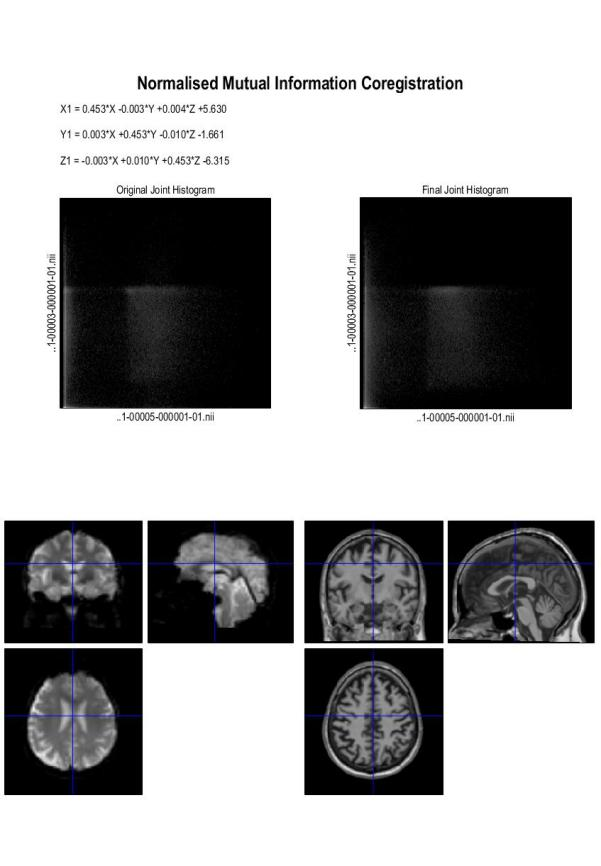 Normalised Mutual Information Coregistration
X1 = 0.453*X -0.003*Y +0.004*Z +5.630
Y1 = 0.003*X +0.453*Y -0.010*Z -1.661
Z1 = -0.003*X +0.010*Y +0.453*Z -6.315
Original Joint Histogram
..1-00003-000001-01.nii
..1-00005-000001-01.nii
Final Joint Histogram
..1-00003-000001-01.nii
..1-00005-000001-01.nii